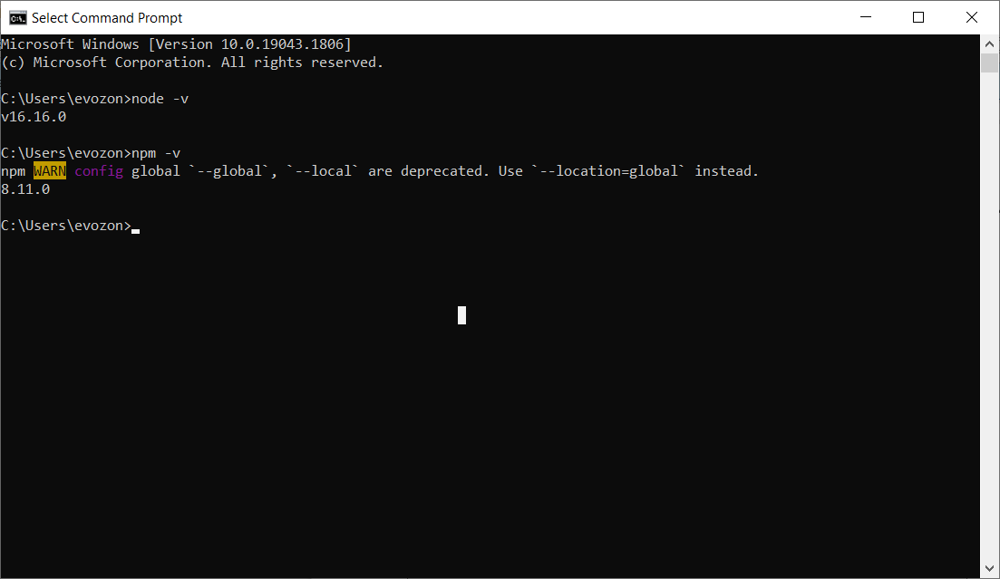 Select Command Prompt
Microsoft Windows [Version 10.0.19043.1806]
(c) Microsoft Corporation. All rights reserved.
C:\Users\evozon>node -v
v16.16.0
C:\Users\evozon>npm -v
npm WARN config global `--global`, `--local` are deprecated. Use `--location=global` instead.
8.11.0
C:\Users\evozon>